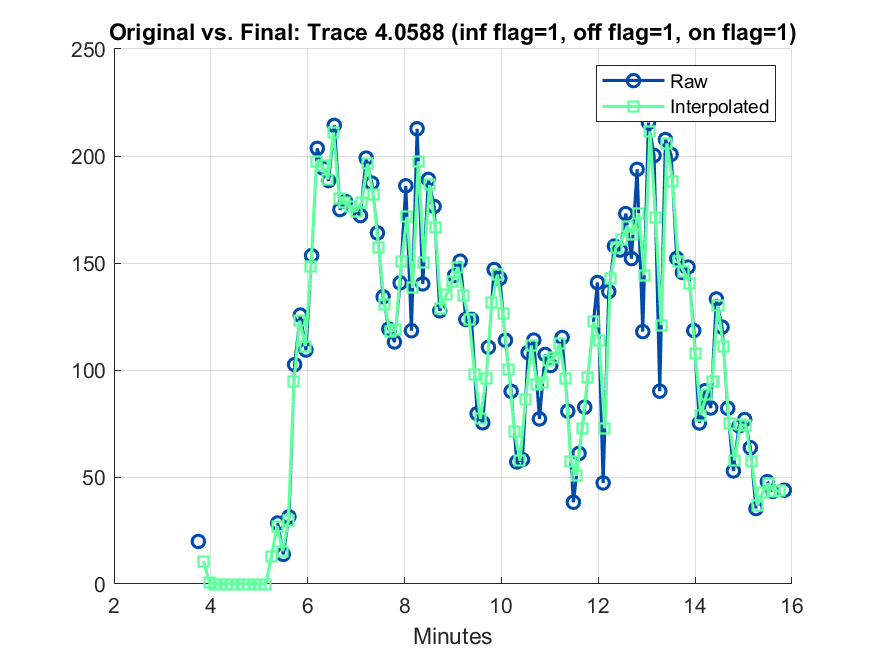 Original vs. Final: Trace 4.0588 (inf flag=1, off flag=1, on flag=1)
250
200
150
100
50
0
Raw
Interpolated
2 4 6 8 10 12 14 16
Minutes